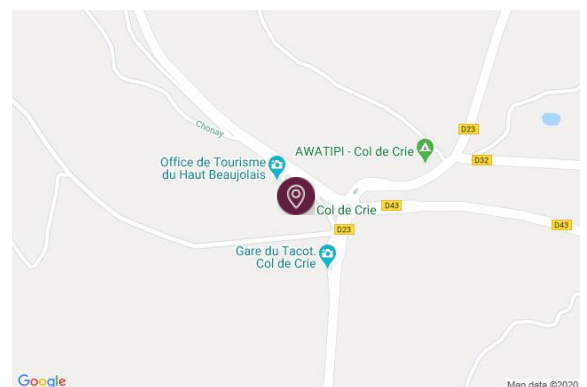 Chonay
D23
AWATIPI - Col de Crie
D32
Office de Tourisme
du Haut Beaujolais
Col de Crie
D43
D43
D23
Gare du Tacot.
Col de Crie
Google
Map data ©2020